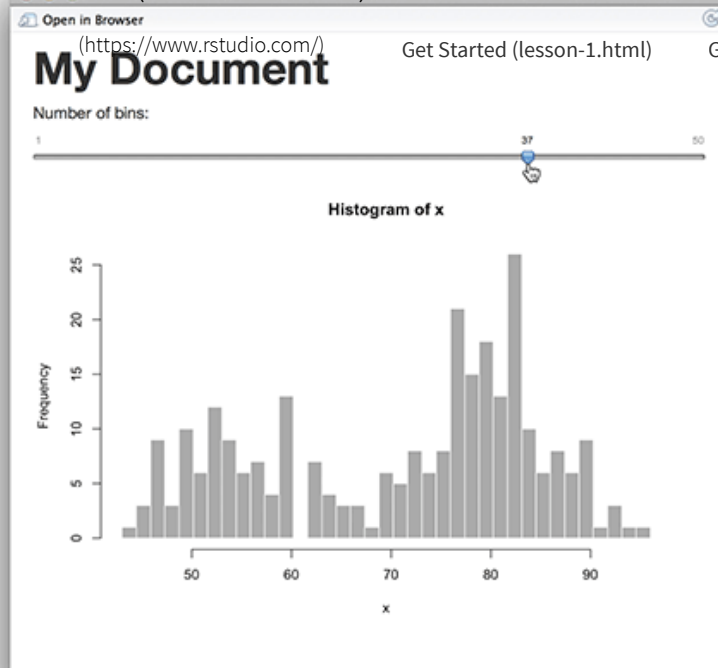 Open in Browser
(https://www.rstudio.com/)
Get Started (lesson-1.html)
My Document
Number of bins:
1
37
50
Histogram of x
25
20
15
10
5
0
Frequency
50
60
70
80
90
x